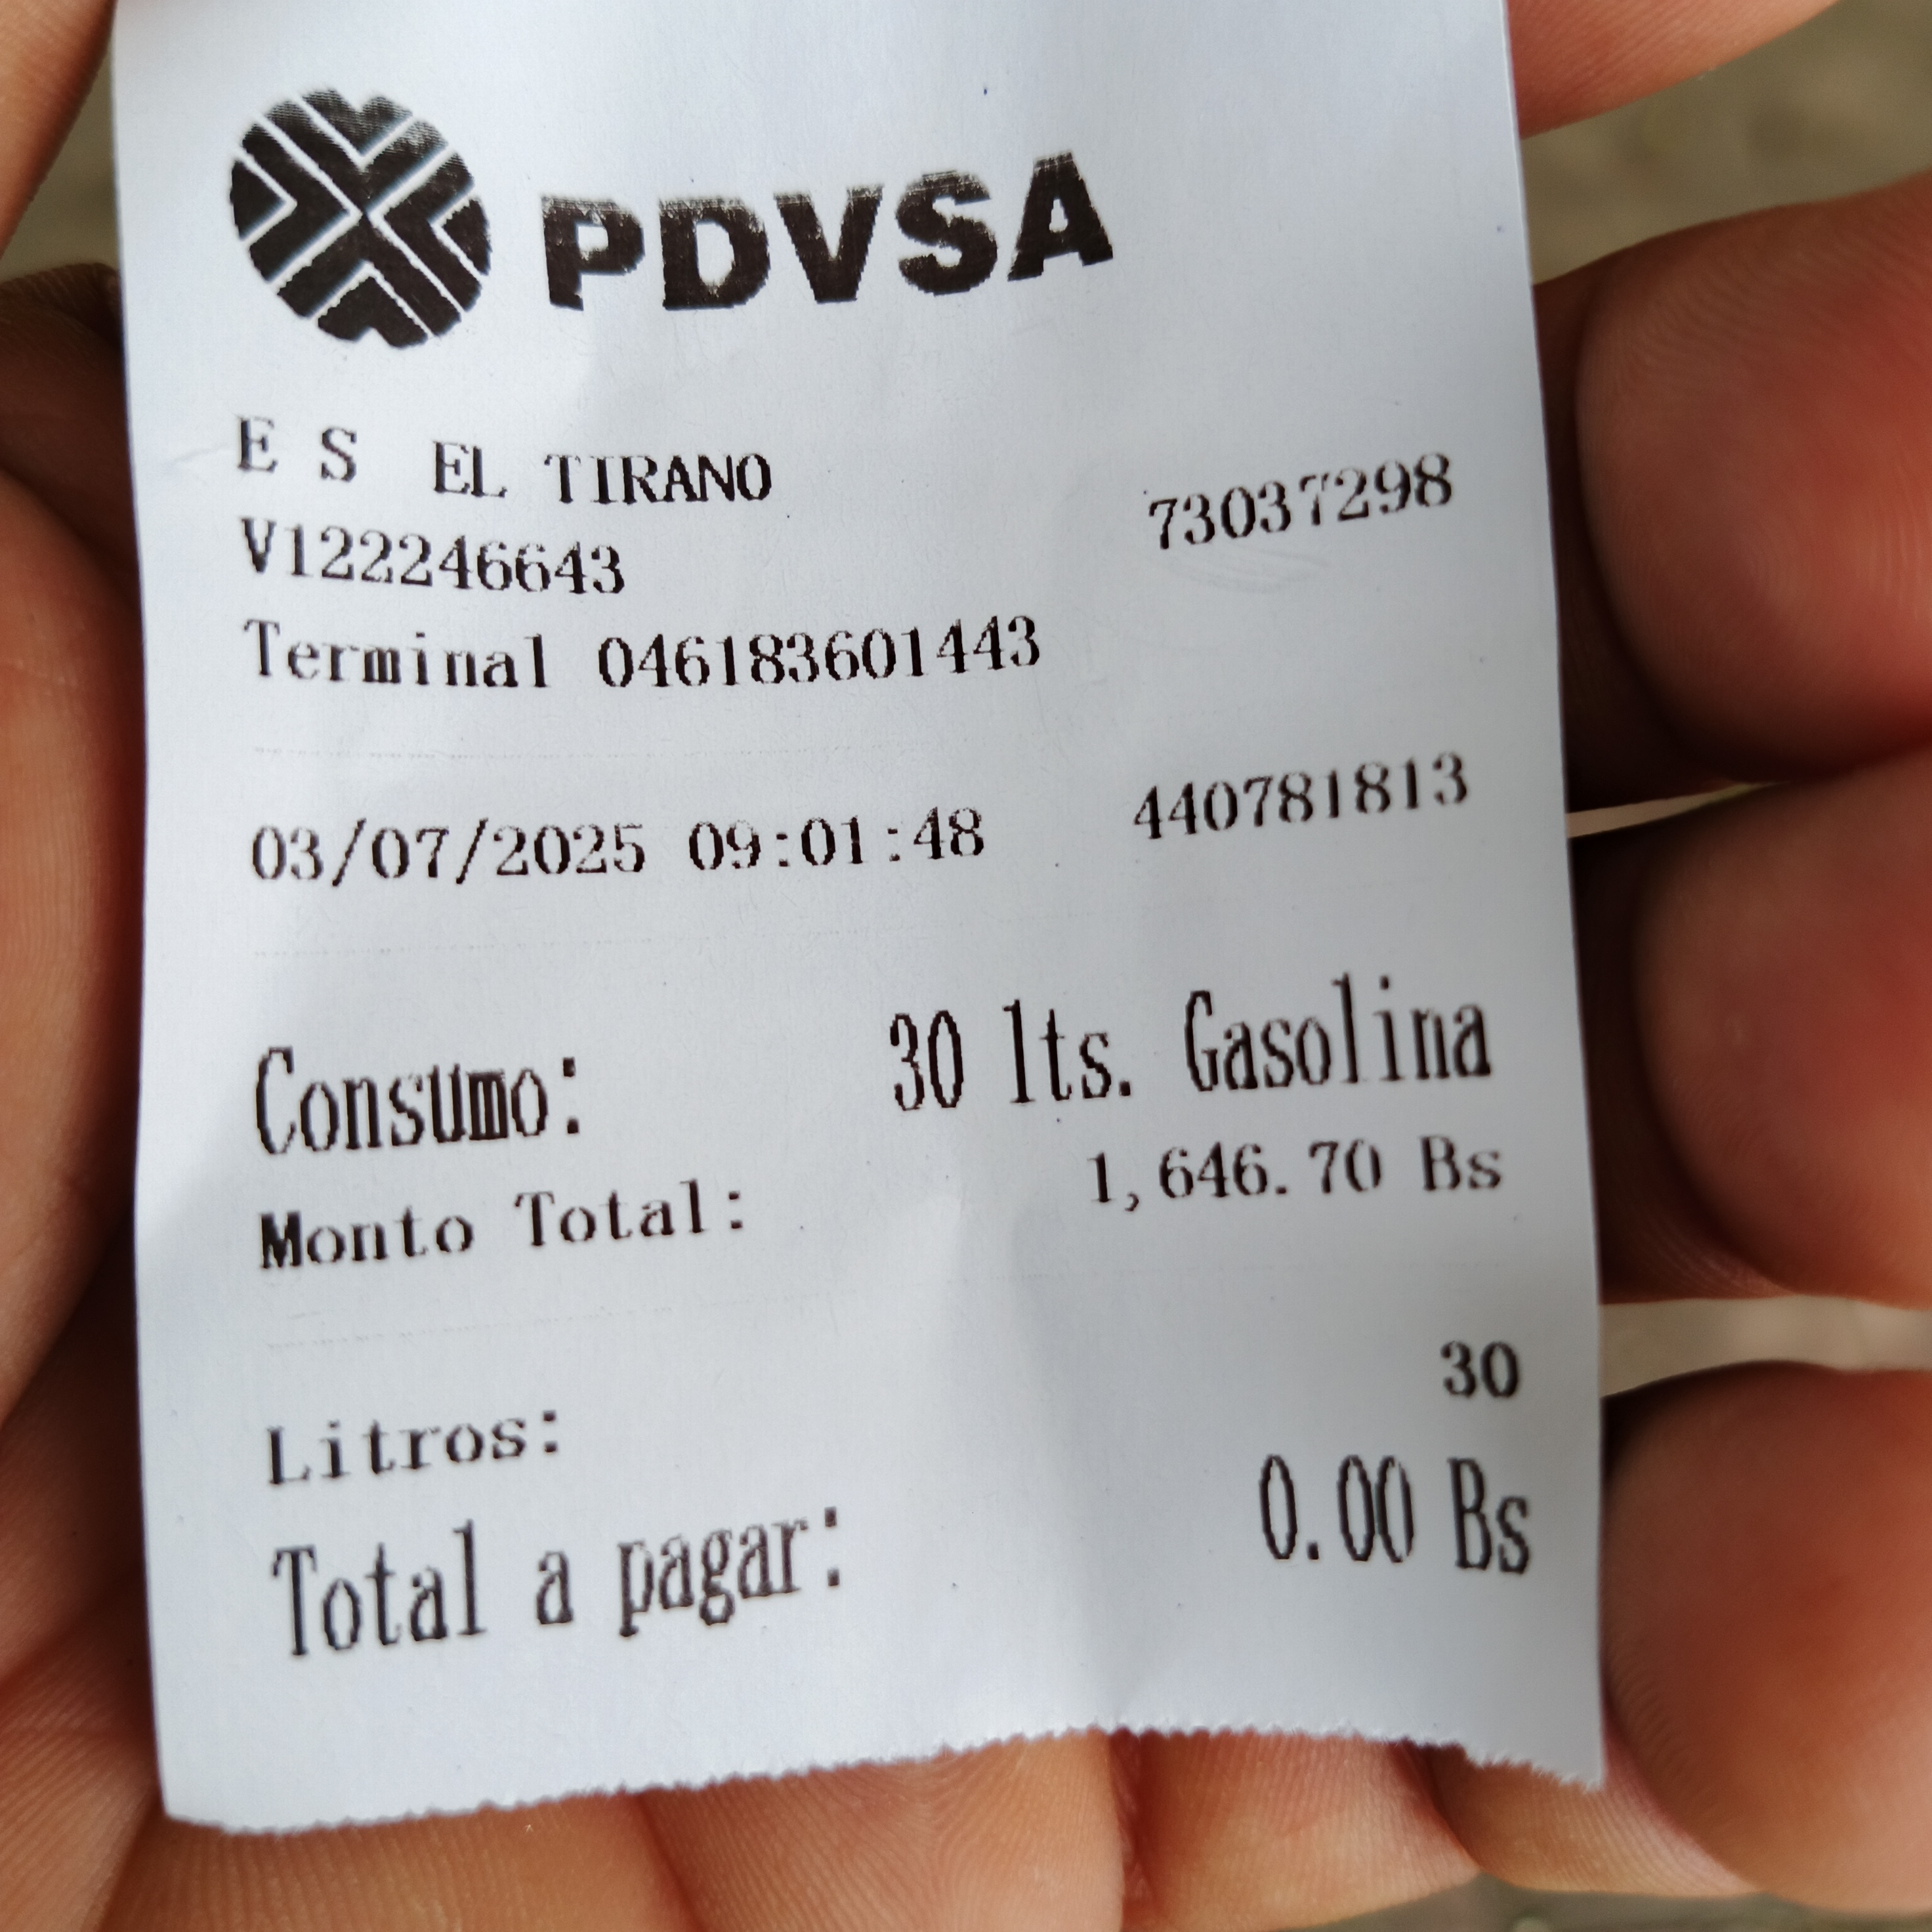 PDVSA
E S  EL TIRANO
V122246643 73037298
Terminal 046183601443
03/07/2025 09:01:48 440781813
Consumo: 30 lts. Gasolina
Monto Total: 1,646.70 Bs
Litros: 30
Total a pagar: 0.00 Bs